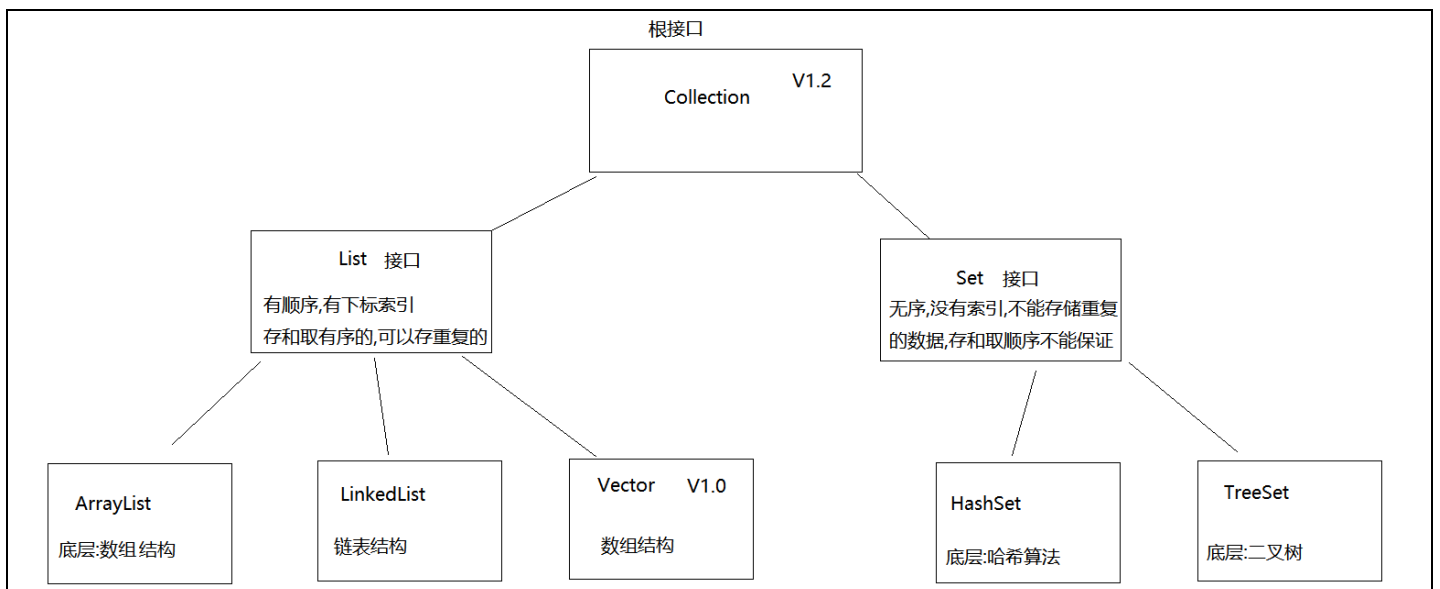 根接口
Collection V1.2
List 接口
有顺序,有下标索引
存和取有序的,可以存重复的
Set 接口
无序,没有索引,不能存储重复
的数据,存和取顺序不能保证
ArrayList
底层:数组结构
LinkedList
链表结构
Vector V1.0
数组结构
HashSet
底层:哈希算法
TreeSet
底层:二叉树